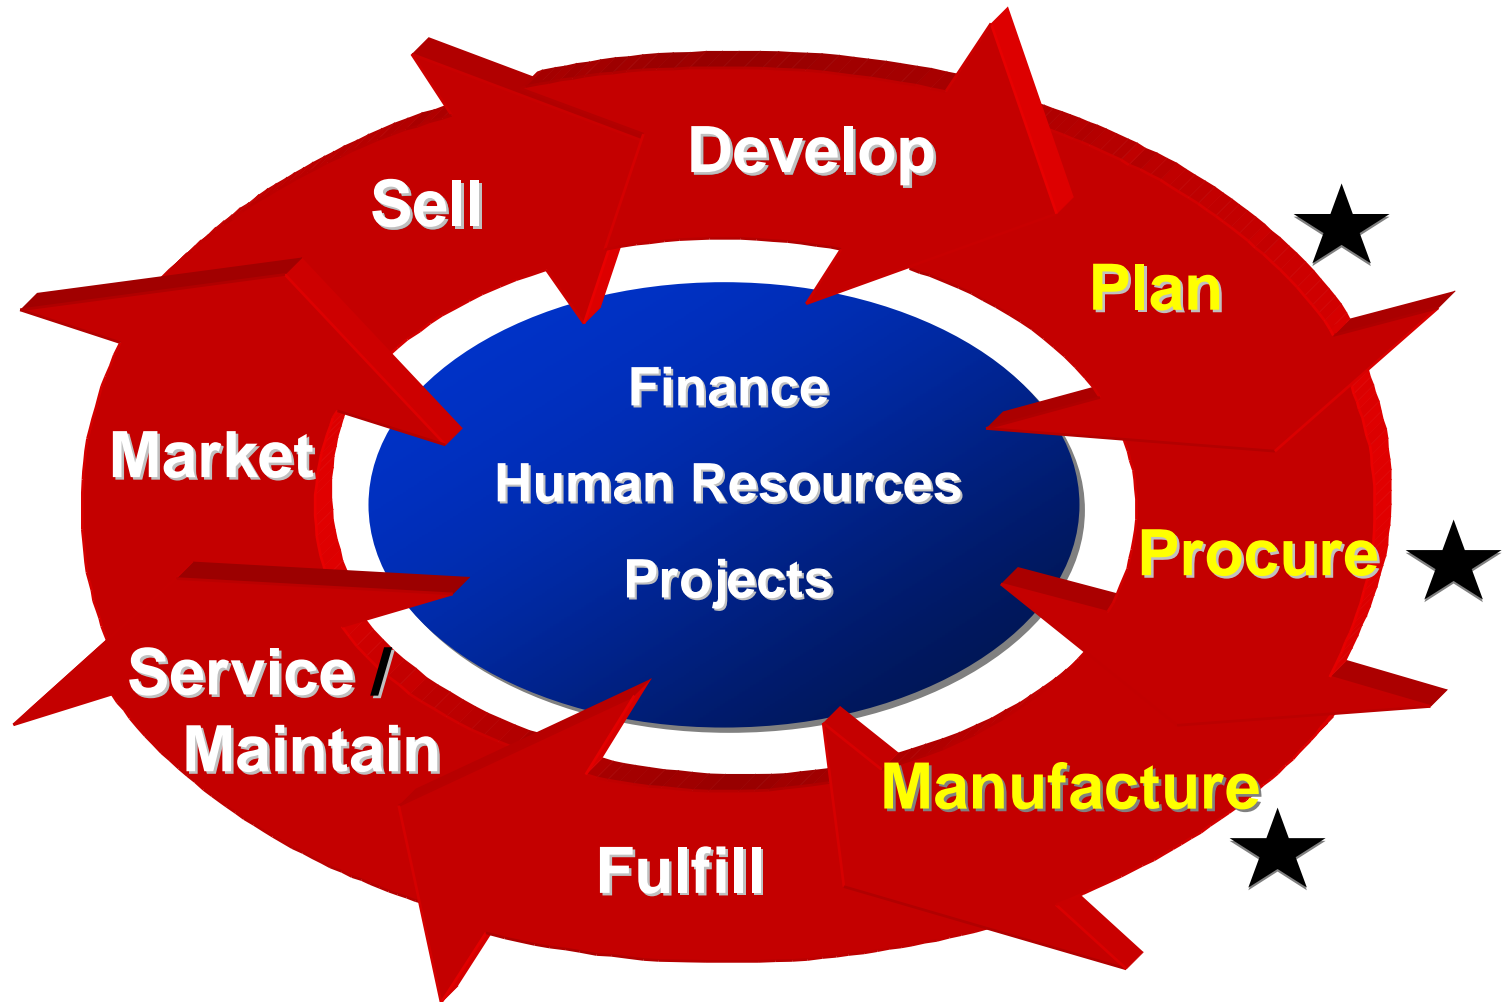 Develop
Sell
Plan
Finance
Market
Human Resources
Procure
Projects
Service /
Maintain
Manufacture
Fulfill